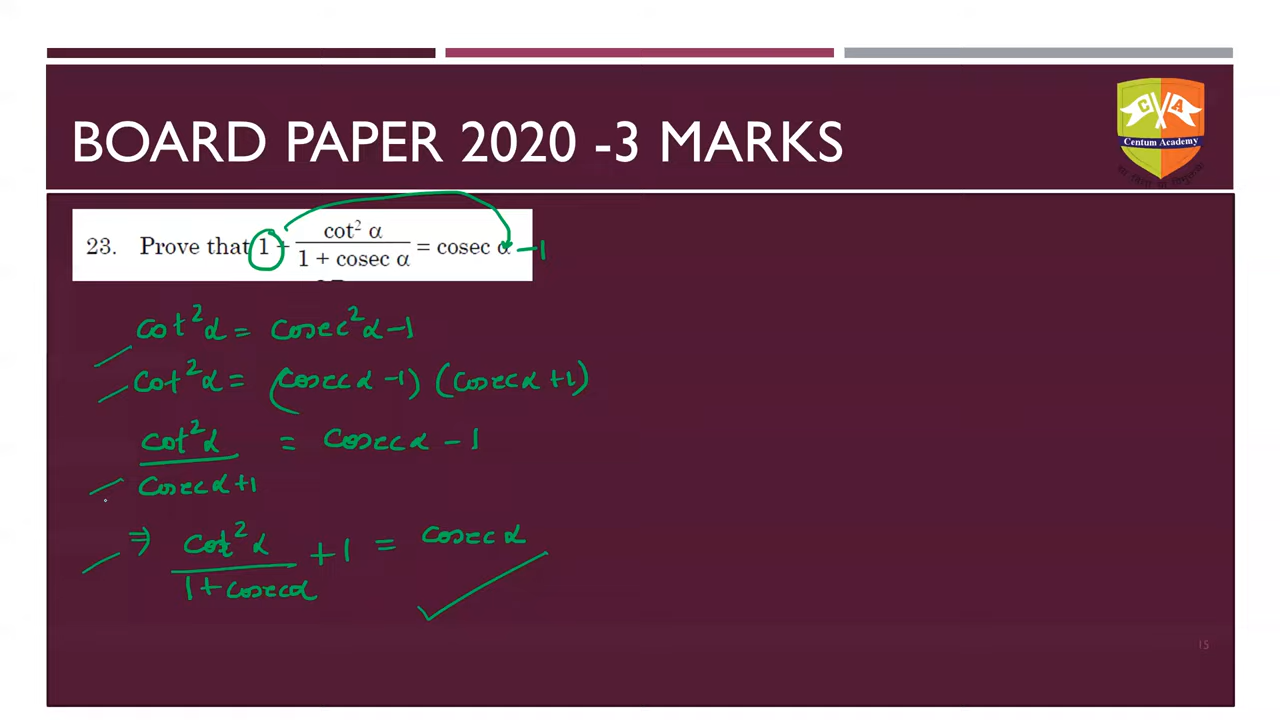 BOARD PAPER 2020 -3 MARKS
C A
Centum Academy
23. Prove that 1 + cot² α / 1 + cosec α = cosec α -1
cot²α = cosec²α -1
cot²α = (cosecα -1) (cosecα +1)
cot²α / cosecα +1 = cosecα - 1
⇒ cot²α / 1 + cosecα + 1 = cosecα
15